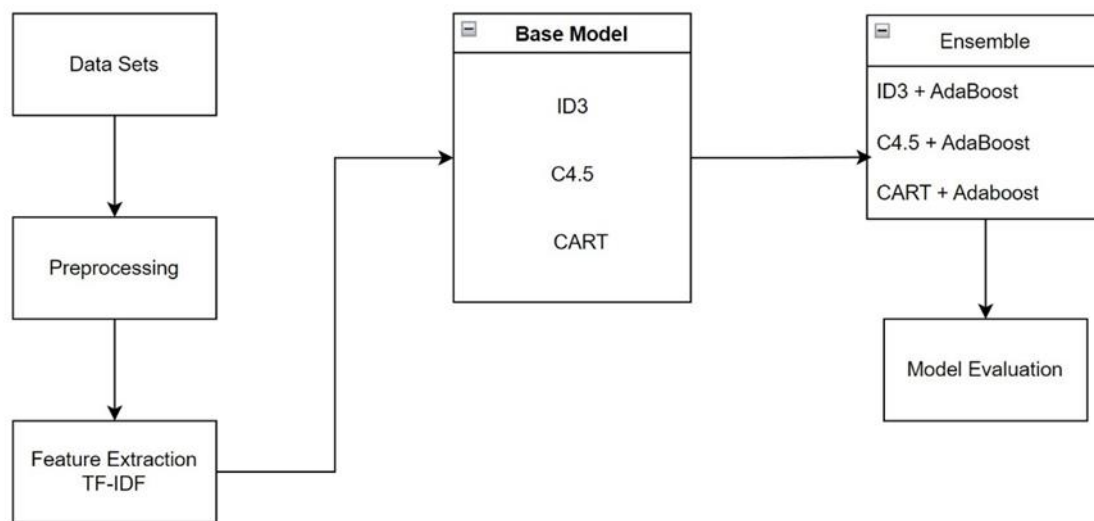 Data Sets
Preprocessing
Feature Extraction
TF-IDF
Base Model
ID3
C4.5
CART
Ensemble
ID3 + AdaBoost
C4.5 + AdaBoost
CART + Adaboost
Model Evaluation